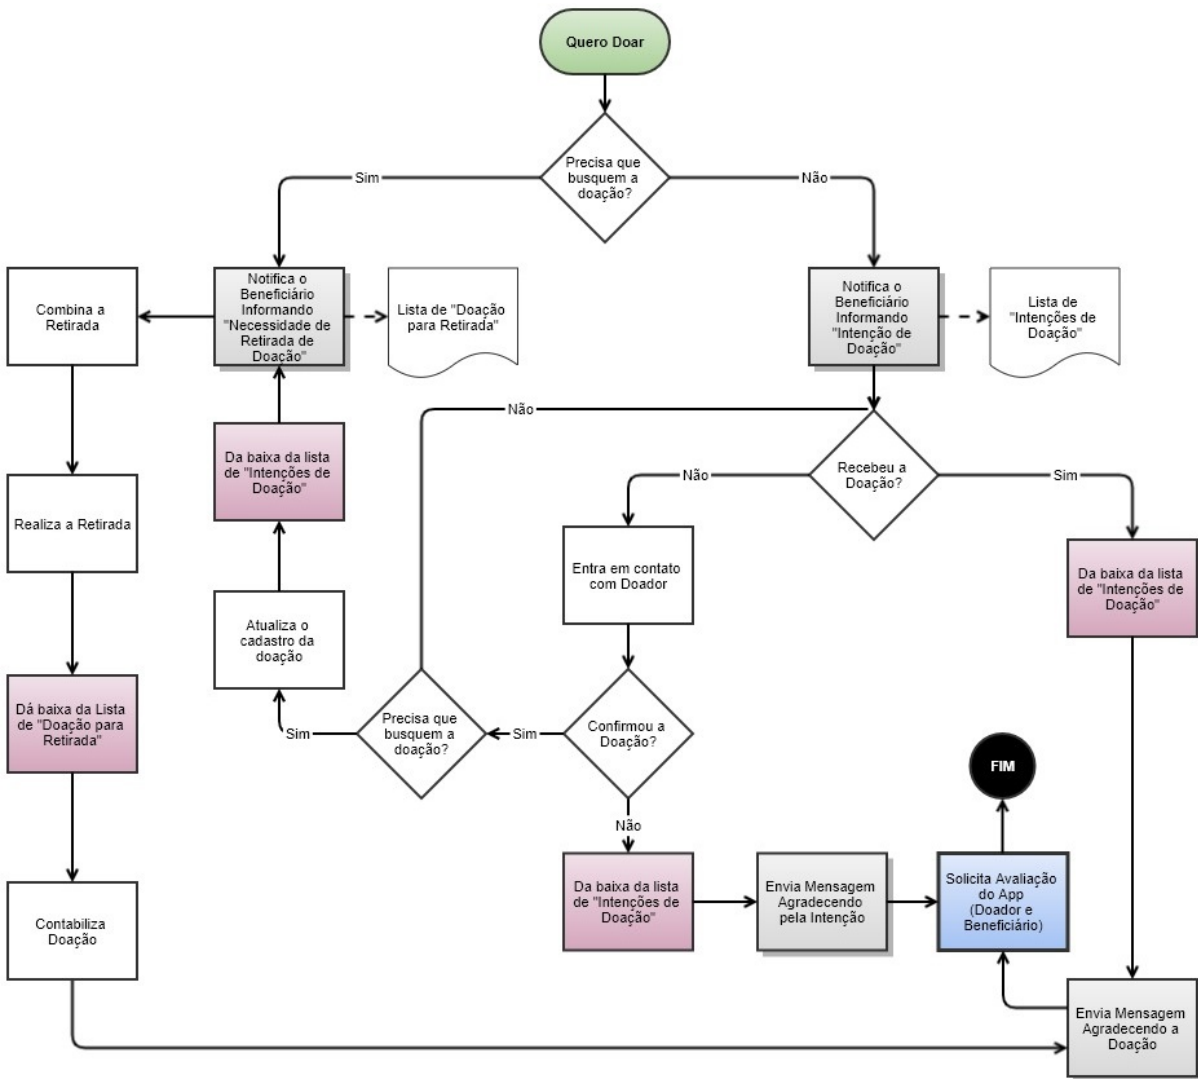 Quero Doar
Precisa que
busquem a
doação?
Sim
Não
Combina a
Retirada
Notifica o
Beneficiário
Informando
"Necessidade de
Retirada de
Doação"
Lista de "Doação
para Retirada"
Notifica o
Beneficiário
Informando
"Intenção de
Doação"
Lista de
"Intenções de
Doação"
Não
Da baixa da lista
de "Intenções de
Doação"
Recebeu a
Doação?
Não
Sim
Realiza a Retirada
Entra em contato
com Doador
Da baixa da lista
de "Intenções de
Doação"
Atualiza o
cadastro da
doação
Dá baixa da Lista
de "Doação para
Retirada"
Sim
Precisa que
busquem a
doação?
Sim
Confirmou a
Doação?
FIM
Não
Da baixa da lista
de "Intenções de
Doação"
Envia Mensagem
Agradecendo
pela Intenção
Solicita Avaliação
do App
(Doador e
Beneficiário)
Contabiliza
Doação
Envia Mensagem
Agradecendo a
Doação